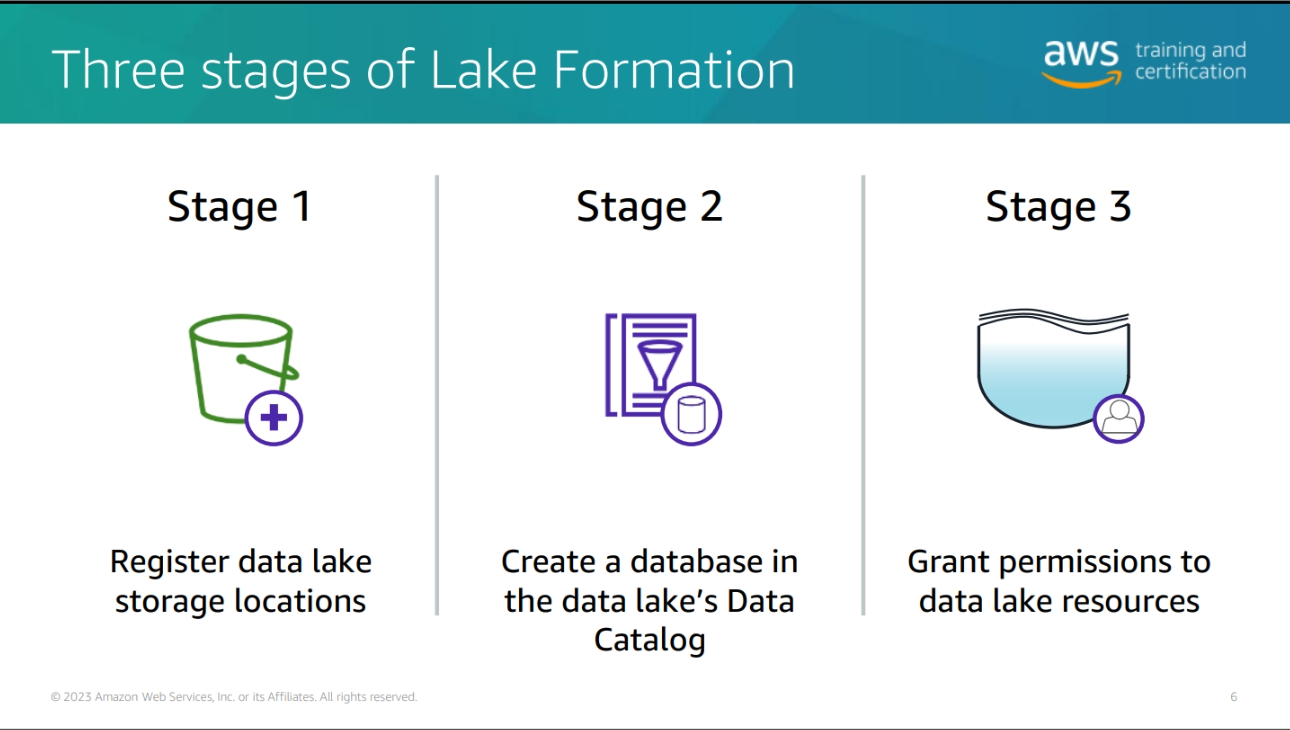 Three stages of Lake Formation
aws training and
certification
Stage 1
Stage 2
Stage 3
Register data lake
storage locations
Create a database in
the data lake’s Data
Catalog
Grant permissions to
data lake resources
© 2023 Amazon Web Services, Inc. or its Affiliates. All rights reserved.
6